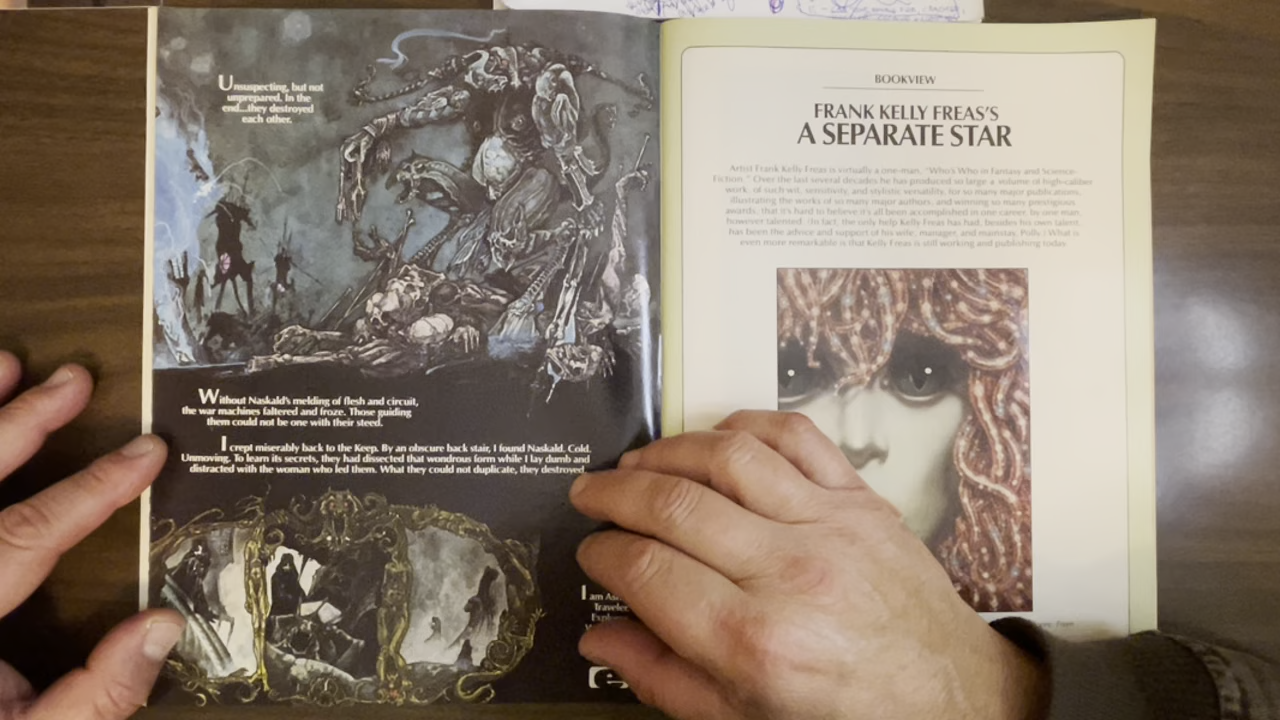 Unsuspecting, but not
unprepared. In the
end...they destroyed
each other.
Without Naskald's melding of flesh and circuit,
the war machines faltered and froze. Those guiding
them could not be one with their steed.
I crept miserably back to the Keep. By an obscure back stair, I found Naskald. Cold.
Unmoving. To learn its secrets, they had dissected that wondrous form while I lay dumb and
distracted with the woman who led them. What they could not duplicate, they destroyed.
I am
Traveler.
BOOKVIEW
FRANK KELLY FREAS'S
A SEPARATE STAR
Artist Frank Kelly Freas is virtually a one-man, "Who's Who in Fantasy and Science-
Fiction." Over the last several decades he has produced so large a volume of high-caliber
work, of such wit, sensitivity, and stylistic versatility, for so many major publications,
illustrating the works of so many major authors, and winning so many prestigious
awards, that it's hard to believe it's all been accomplished in one career, by one man,
however talented. (In fact, the only help Kelly Freas has had, besides his own talent,
has been the advice and support of his wife, manager, and mainstay, Polly.) What is
even more remarkable is that Kelly Freas is still working and publishing today.